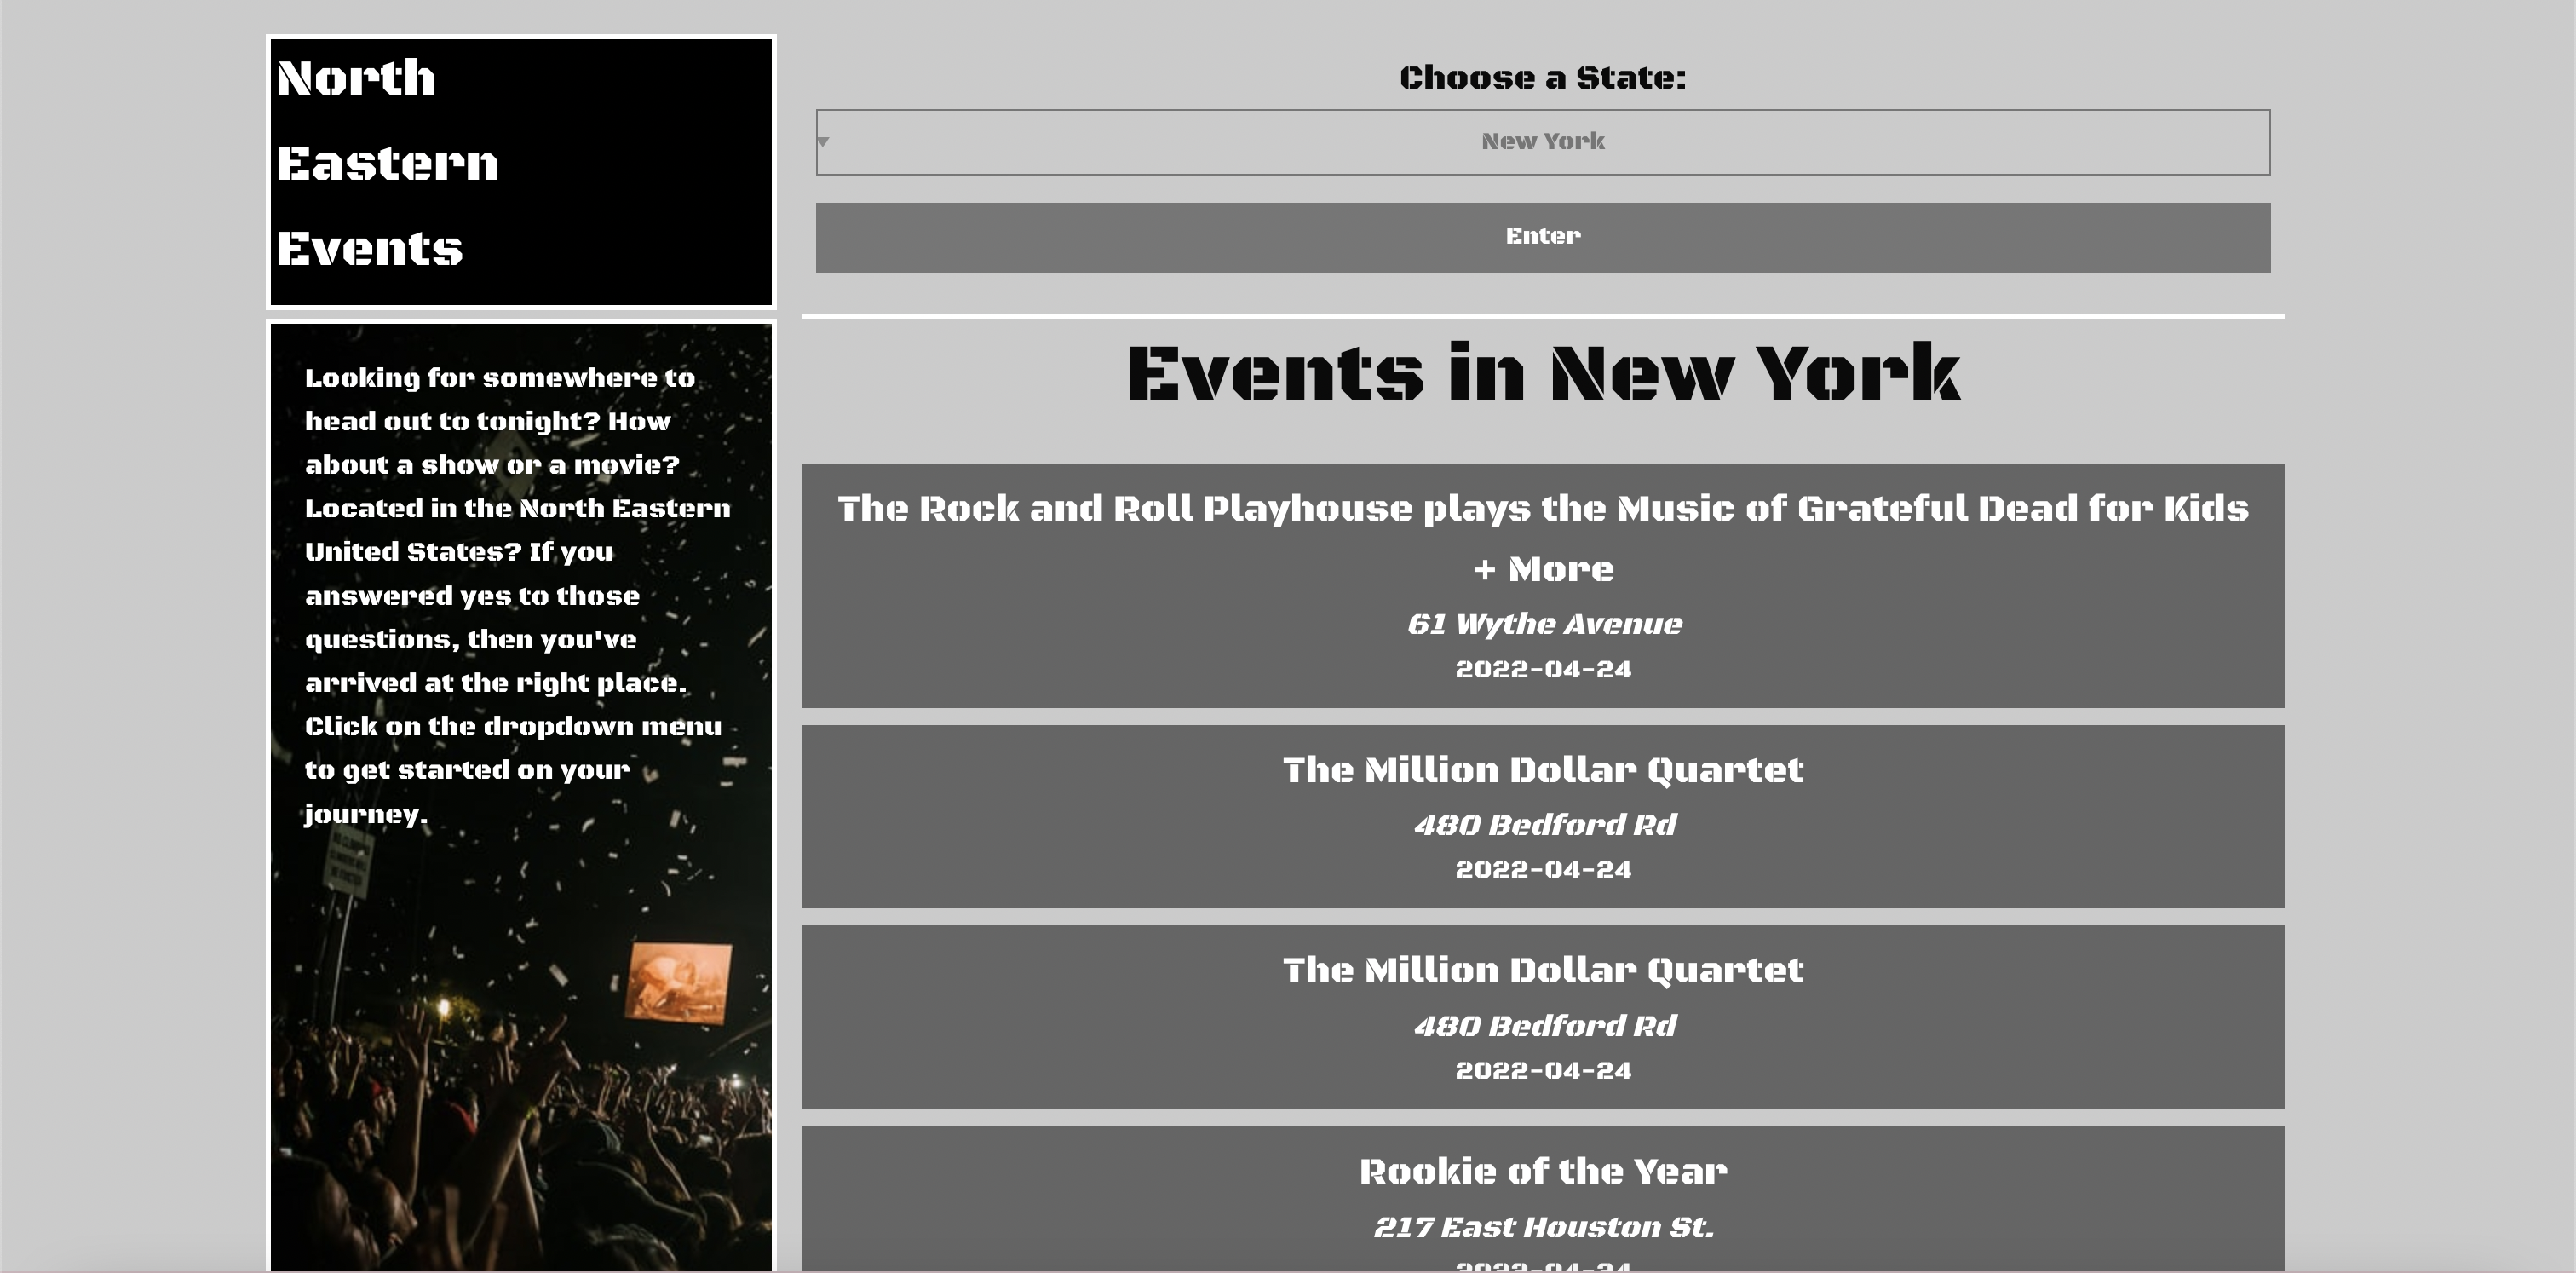 North
Eastern
Events
Looking for somewhere to
head out to tonight? How
about a show or a movie?
Located in the North Eastern
United States? If you
answered yes to those
questions, then you've
arrived at the right place.
Click on the dropdown menu
to get started on your
journey.
Choose a State:
New York
Enter
Events in New York
The Rock and Roll Playhouse plays the Music of Grateful Dead for Kids
+ More
61 Wythe Avenue
2022-04-24
The Million Dollar Quartet
480 Bedford Rd
2022-04-24
The Million Dollar Quartet
480 Bedford Rd
2022-04-24
Rookie of the Year
217 East Houston St.
2022-04-24